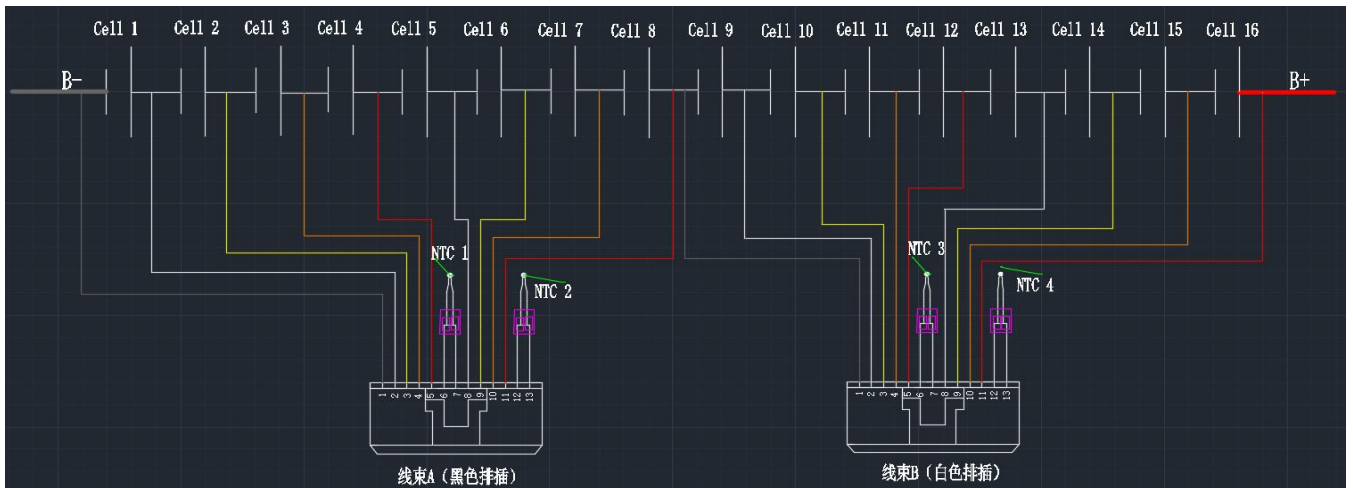 Cell 1 Cell 2 Cell 3 Cell 4 Cell 5 Cell 6 Cell 7 Cell 8 Cell 9 Cell 10 Cell 11 Cell 12 Cell 13 Cell 14 Cell 15 Cell 16
B- B+
NTC 1 NTC 2 NTC 3 NTC 4
1 2 3 4 5 6 7 8 9 10 11 12 13
1 2 3 4 5 6 7 8 9 10 11 12 13
线束A（黑色排插） 线束B（白色排插）